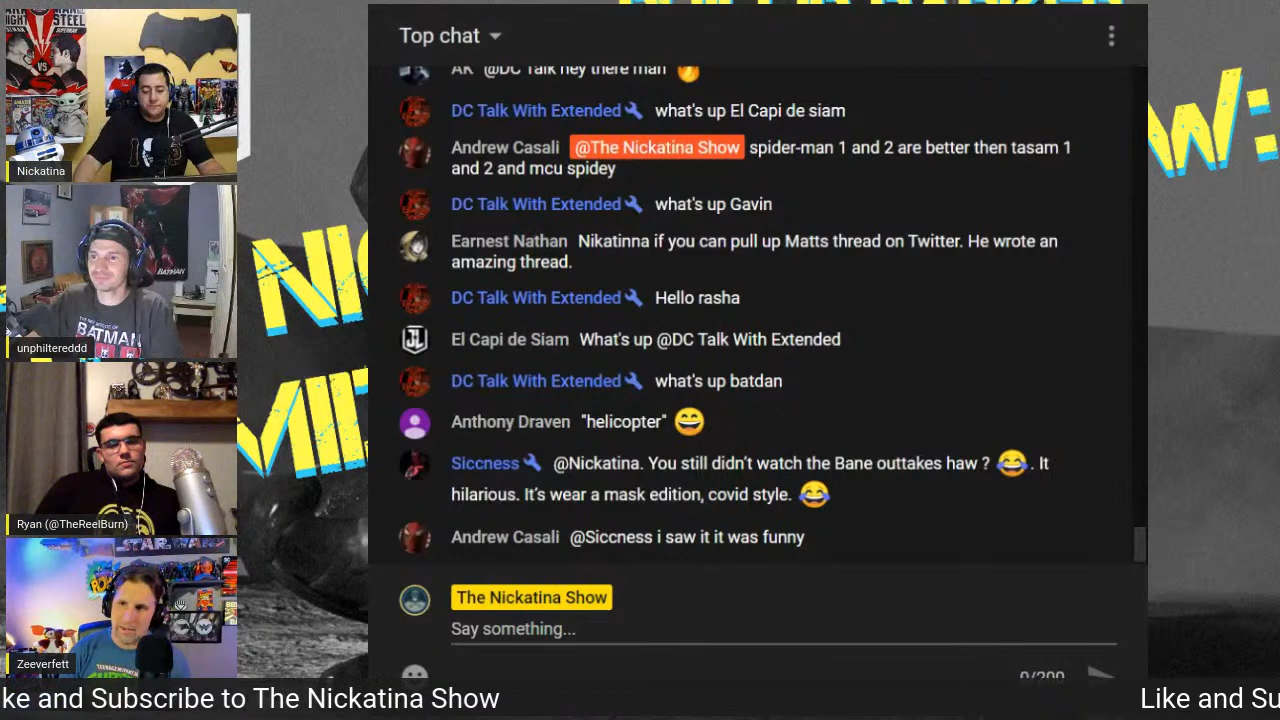 Top chat
AK @DC Talk hey there man
DC Talk With Extended what's up El Capi de siam
Andrew Casali @The Nickatina Show spider-man 1 and 2 are better then tasam 1
and 2 and mcu spidey
DC Talk With Extended what's up Gavin
Earnest Nathan Nikatinna if you can pull up Matts thread on Twitter. He wrote an
amazing thread.
DC Talk With Extended Hello rasha
El Capi de Siam What's up @DC Talk With Extended
DC Talk With Extended what's up batdan
Anthony Draven "helicopter" 😄
Siccness @Nickatina. You still didn’t watch the Bane outtakes haw ? 😂. It
hilarious. It’s wear a mask edition, covid style. 😂
Andrew Casali @Siccness i saw it it was funny
The Nickatina Show
Say something...
0/200
Nickatina
BATMAN
BATMAN
unphiltereddd
Ryan (@TheReelBurn)
Zeeverfett
ke and Subscribe to The Nickatina Show
Like and Su